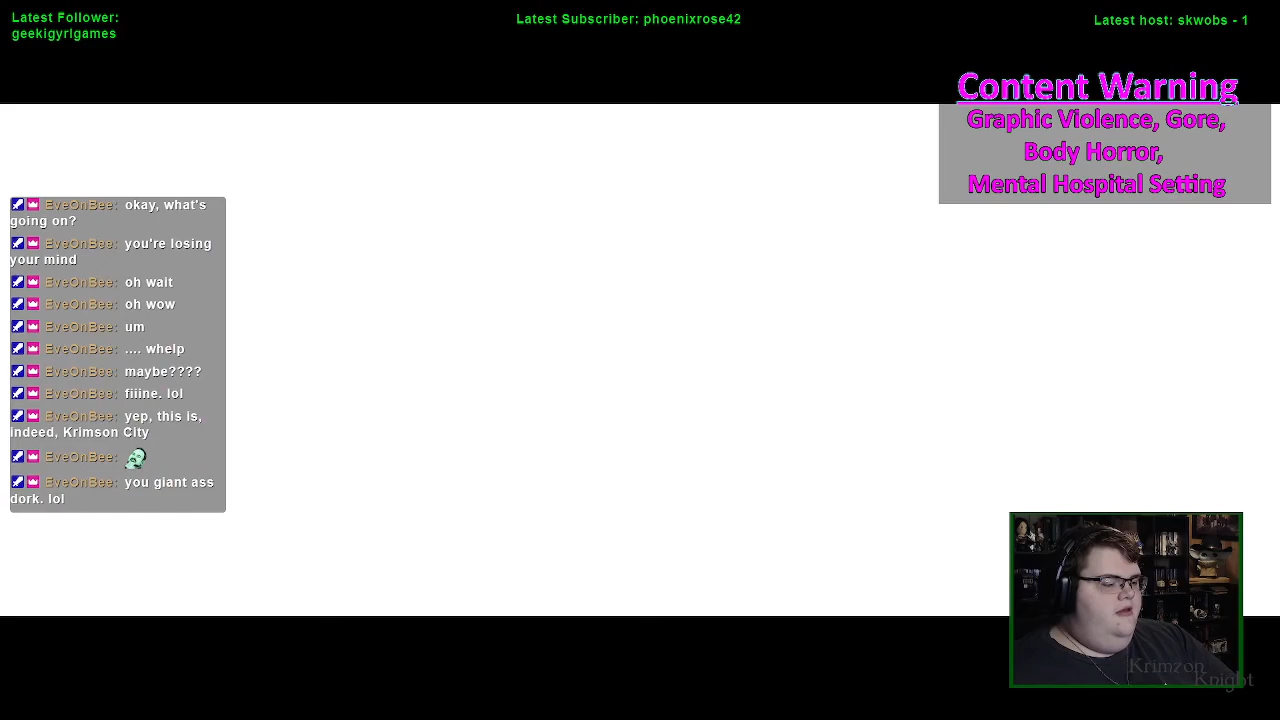 Latest Follower:
geekigyrlgames
Latest Subscriber: phoenixrose42
Latest host: skwobs - 1
Content Warning
Graphic Violence, Gore,
Body Horror,
Mental Hospital Setting
EveOnBee: okay, what's
going on?
EveOnBee: you're losing
your mind
EveOnBee: oh wait
EveOnBee: oh wow
EveOnBee: um
EveOnBee: .... whelp
EveOnBee: maybe????
EveOnBee: fiiine. lol
EveOnBee: yep, this is,
indeed, Krimson City
EveOnBee:
EveOnBee: you giant ass
dork. lol
Krimzon
Knight